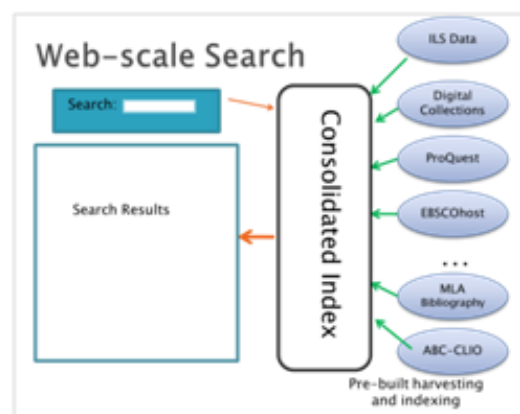 Web-scale Search
Search:
Search Results
Consolidated Index
ILS Data
Digital
Collections
ProQuest
EBSCOhost
...
MLA
Bibliography
ABC-CLIO
Pre-built harvesting
and indexing